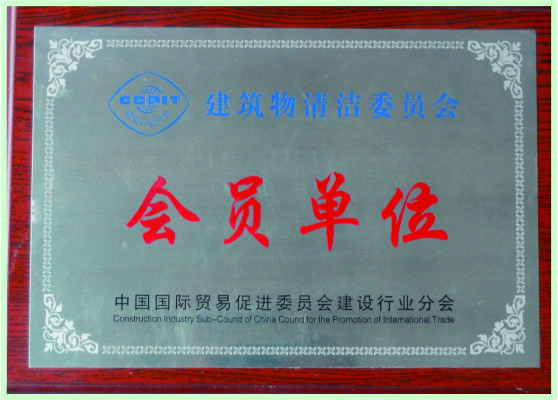 CCPIT
建筑物清洁委员会
会员单位
中国国际贸易促进委员会建设行业分会
Construction Industry Sub-Cound of China Cound for the Promotion of International Trade